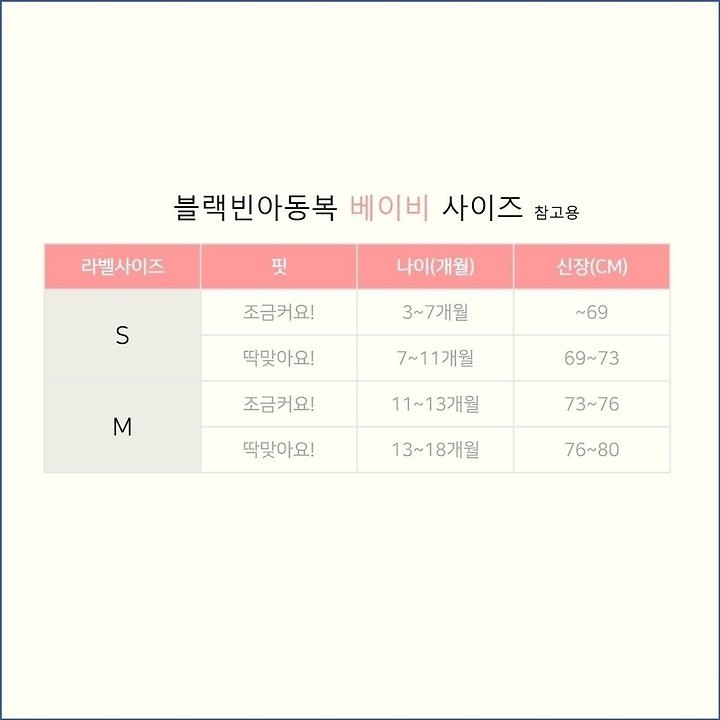 블랙빈아동복 베이비 사이즈 참고용
라벨사이즈 핏 나이(개월) 신장(CM)
S
조금커요! 3~7개월 ~69
딱맞아요! 7~11개월 69~73
M
조금커요! 11~13개월 73~76
딱맞아요! 13~18개월 76~80